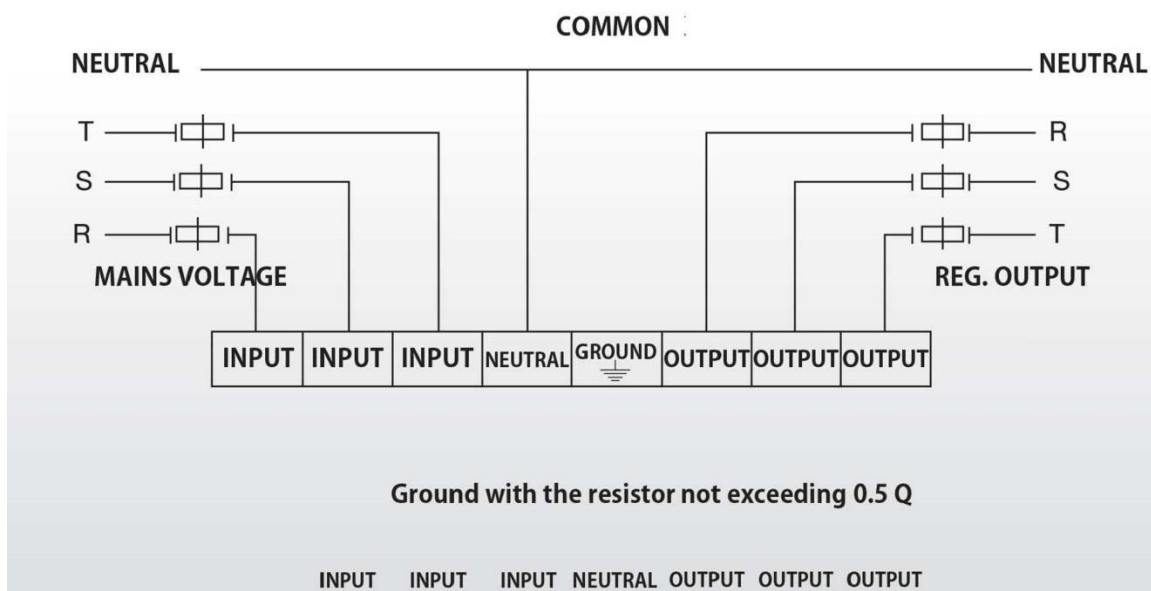 COMMON
NEUTRAL NEUTRAL
T R
S S
R T
MAINS VOLTAGE REG. OUTPUT
INPUT INPUT INPUT NEUTRAL GROUND OUTPUT OUTPUT OUTPUT
Ground with the resistor not exceeding 0.5 Q
INPUT INPUT INPUT NEUTRAL OUTPUT OUTPUT OUTPUT